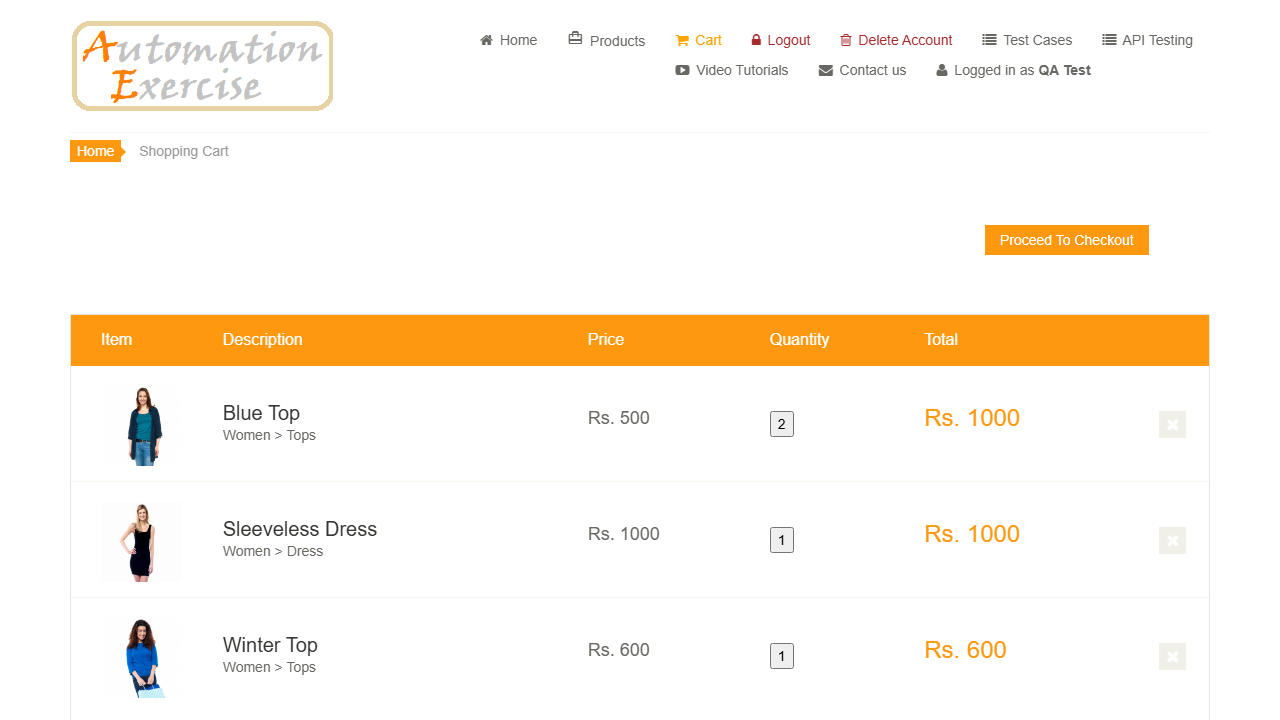 Automation
Exercise
Home Products Cart Logout Delete Account Test Cases API Testing
Video Tutorials Contact us Logged in as QA Test
Home Shopping Cart
Proceed To Checkout
Item Description Price Quantity Total
Blue Top
Women > Tops
Rs. 500 2 Rs. 1000
Sleeveless Dress
Women > Dress
Rs. 1000 1 Rs. 1000
Winter Top
Women > Tops
Rs. 600 1 Rs. 600